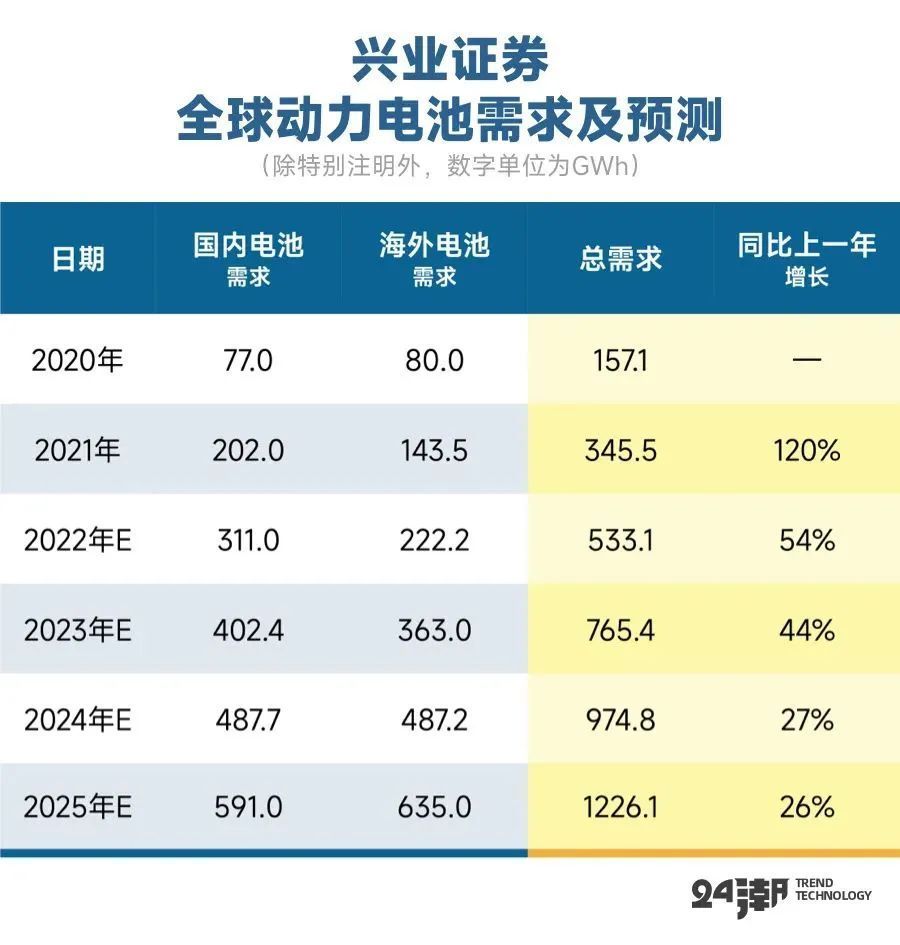 兴业证券
全球动力电池需求及预测
（除特别注明外，数字单位为GWh）
日期 国内电池需求 海外电池需求 总需求 同比上一年增长
2020年 77.0 80.0 157.1 —
2021年 202.0 143.5 345.5 120%
2022年E 311.0 222.2 533.1 54%
2023年E 402.4 363.0 765.4 44%
2024年E 487.7 487.2 974.8 27%
2025年E 591.0 635.0 1226.1 26%
24潮 TREND
TECHNOLOGY